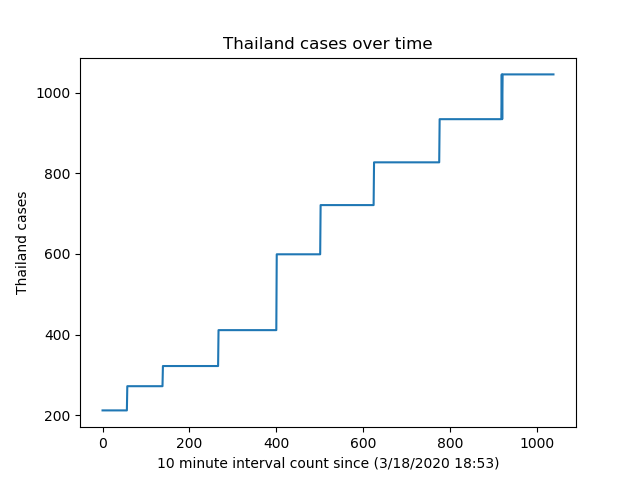 Thailand cases over time
1000
800
600
400
200
Thailand cases
0 200 400 600 800 1000
10 minute interval count since (3/18/2020 18:53)